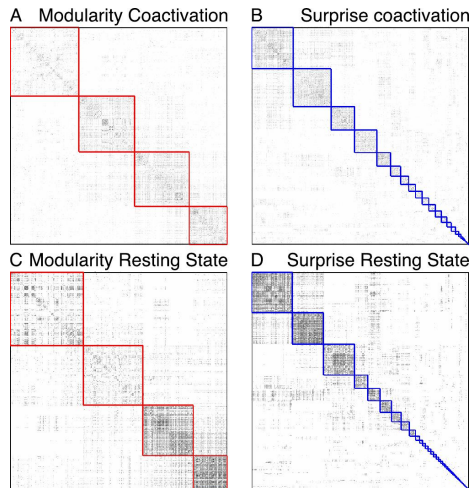 A Modularity Coactivation
B Surprise coactivation
C Modularity Resting State
D Surprise Resting State